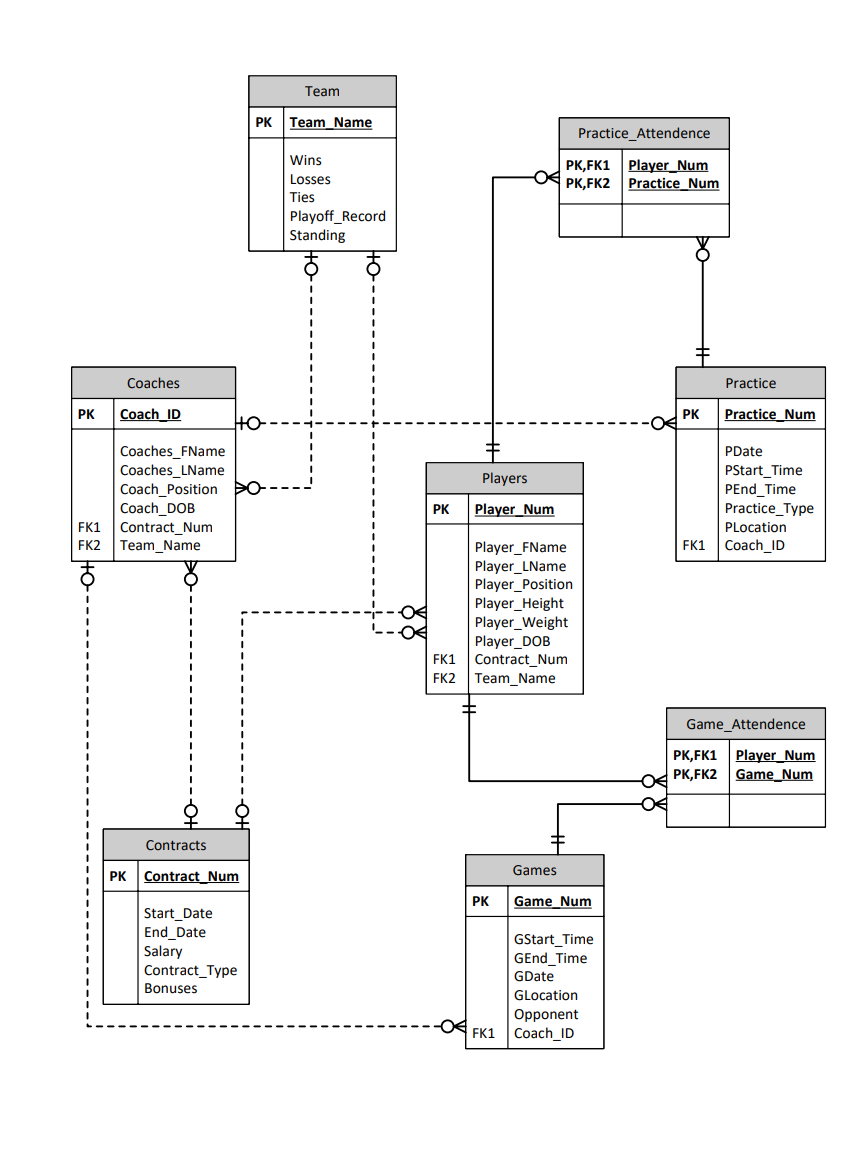 Team
PK Team_Name
Wins
Losses
Ties
Playoff_Record
Standing
Practice_Attendence
PK,FK1 Player_Num
PK,FK2 Practice_Num
Coaches
PK Coach_ID
Coaches_FName
Coaches_LName
Coach_Position
Coach_DOB
FK1 Contract_Num
FK2 Team_Name
Practice
PK Practice_Num
PDate
PStart_Time
PEnd_Time
Practice_Type
PLocation
FK1 Coach_ID
Players
PK Player_Num
Player_FName
Player_LName
Player_Position
Player_Height
Player_Weight
Player_DOB
FK1 Contract_Num
FK2 Team_Name
Game_Attendence
PK,FK1 Player_Num
PK,FK2 Game_Num
Contracts
PK Contract_Num
Start_Date
End_Date
Salary
Contract_Type
Bonuses
Games
PK Game_Num
GStart_Time
GEnd_Time
GDate
GLocation
Opponent
FK1 Coach_ID